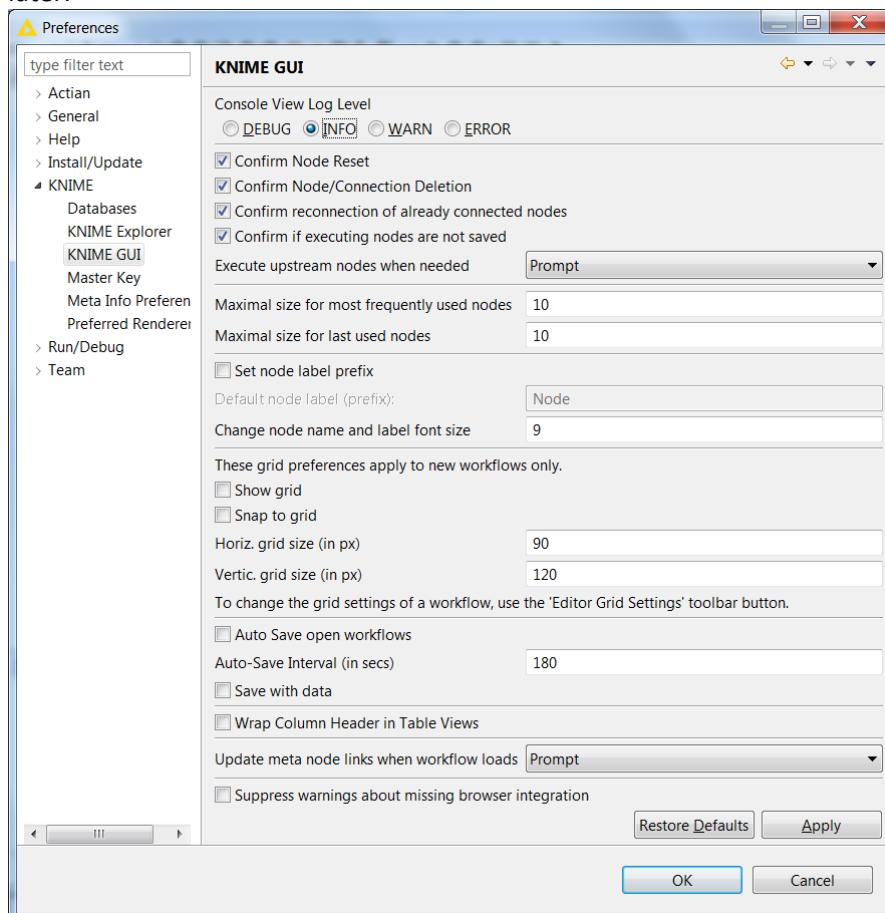 Preferences
type filter text
KNIME GUI
Actian
General
Help
Install/Update
KNIME
Databases
KNIME Explorer
KNIME GUI
Master Key
Meta Info Preferen
Preferred Renderer
Run/Debug
Team
Console View Log Level
DEBUG INFO WARN ERROR
Confirm Node Reset
Confirm Node/Connection Deletion
Confirm reconnection of already connected nodes
Confirm if executing nodes are not saved
Execute upstream nodes when needed Prompt
Maximal size for most frequently used nodes 10
Maximal size for last used nodes 10
Set node label prefix
Default node label (prefix): Node
Change node name and label font size 9
These grid preferences apply to new workflows only.
Show grid
Snap to grid
Horiz. grid size (in px) 90
Vertic. grid size (in px) 120
To change the grid settings of a workflow, use the 'Editor Grid Settings' toolbar button.
Auto Save open workflows
Auto-Save Interval (in secs) 180
Save with data
Wrap Column Header in Table Views
Update meta node links when workflow loads Prompt
Suppress warnings about missing browser integration
Restore Defaults Apply
OK Cancel